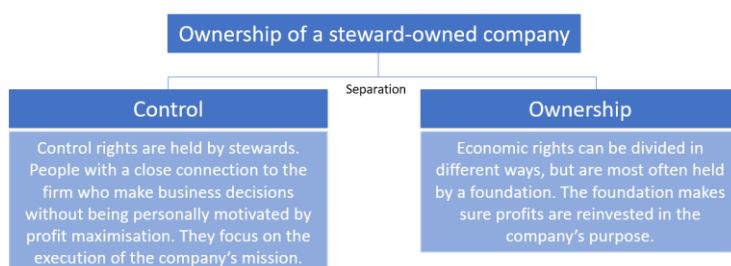 Ownership of a steward-owned company
Separation
Control
Control rights are held by stewards.
People with a close connection to the
firm who make business decisions
without being personally motivated by
profit maximisation. They focus on the
execution of the company's mission.
Ownership
Economic rights can be divided in
different ways, but are most often held
by a foundation. The foundation makes
sure profits are reinvested in the
company's purpose.